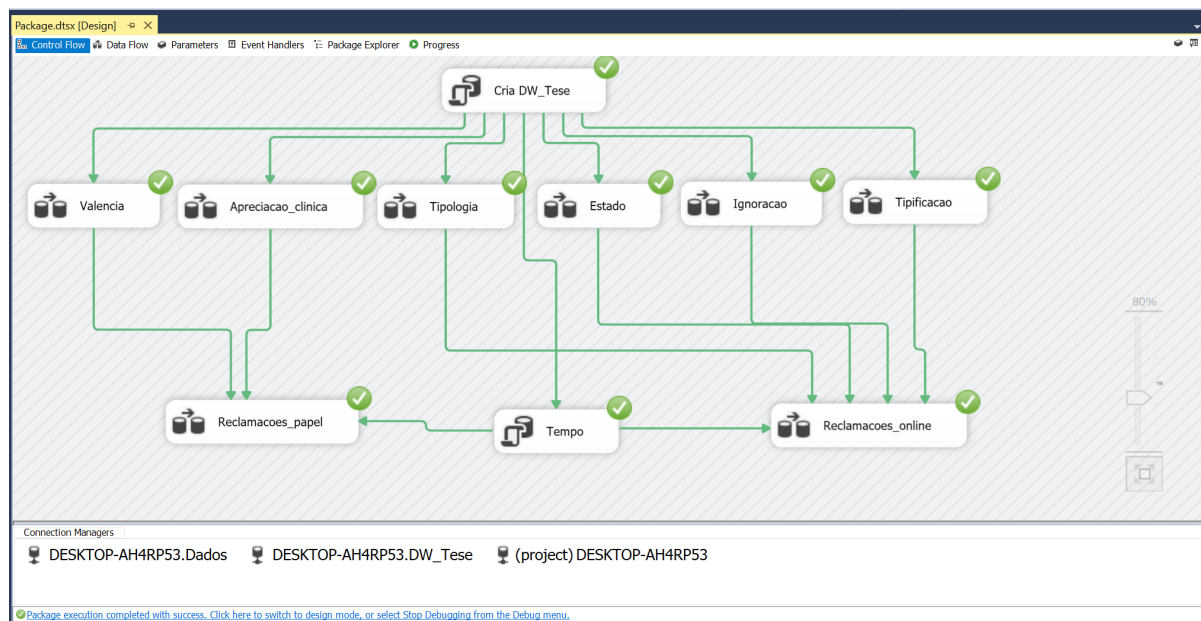 Package.dtsx [Design]
Control Flow Data Flow Parameters Event Handlers Package Explorer Progress
Cria DW_Tese
Valencia Apreciacao_clinica Tipologia Estado Ignoracao Tipificacao
80%
Reclamacoes_papel Tempo Reclamacoes_online
Connection Managers
DESKTOP-AH4RP53.Dados DESKTOP-AH4RP53.DW_Tese (project) DESKTOP-AH4RP53
Package execution completed with success. Click here to switch to design mode, or select Stop Debugging from the Debug menu.